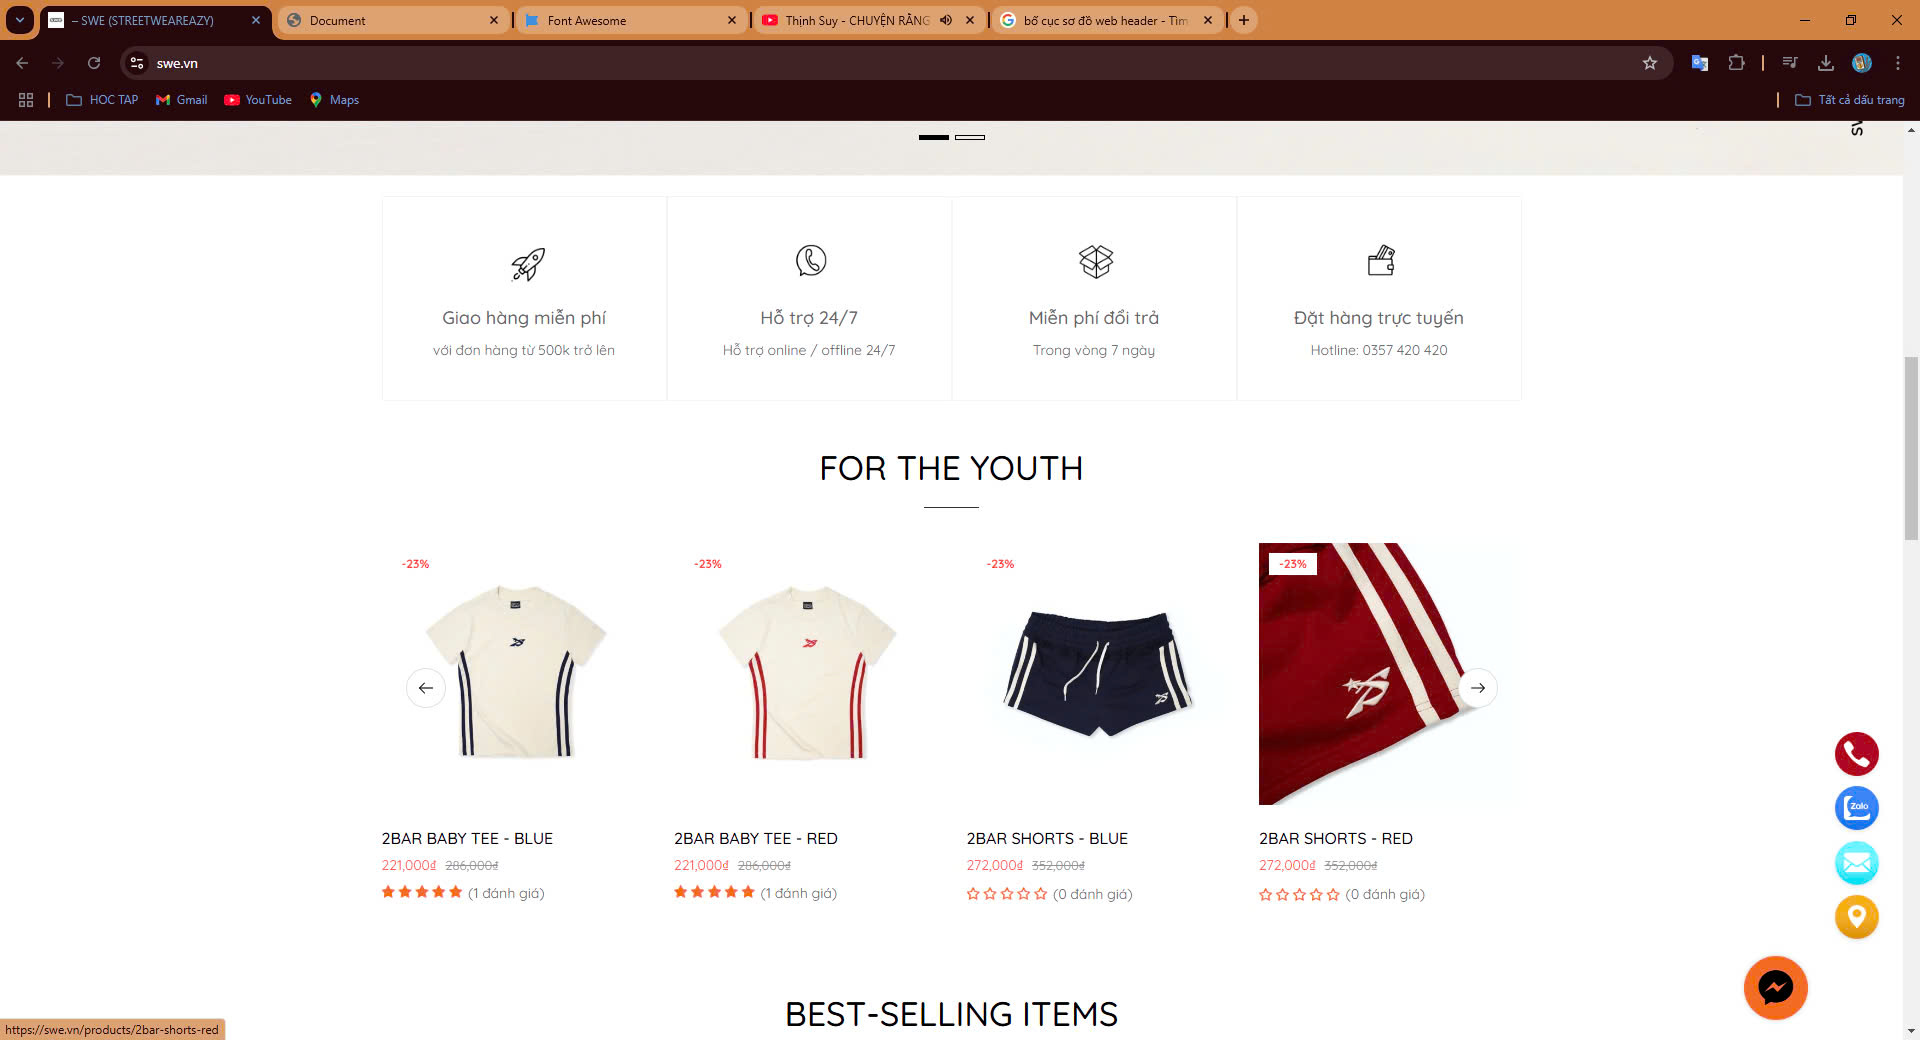 – SWE (STREETWEAREAZY)
Document
Font Awesome
Thịnh Suy - CHUYỆN RẰNG
bố cục sơ đồ web header - Tìm
swe.vn
HOC TAP
Gmail
YouTube
Maps
Tất cả dấu trang
Giao hàng miễn phí
với đơn hàng từ 500k trở lên
Hỗ trợ 24/7
Hỗ trợ online / offline 24/7
Miễn phí đổi trả
Trong vòng 7 ngày
Đặt hàng trực tuyến
Hotline: 0357 420 420
FOR THE YOUTH
-23%
-23%
-23%
-23%
2BAR BABY TEE - BLUE
221,000₫ 286,000₫
(1 đánh giá)
2BAR BABY TEE - RED
221,000₫ 286,000₫
(1 đánh giá)
2BAR SHORTS - BLUE
272,000₫ 352,000₫
(0 đánh giá)
2BAR SHORTS - RED
272,000₫ 352,000₫
(0 đánh giá)
Zalo
BEST-SELLING ITEMS
https://swe.vn/products/2bar-shorts-red